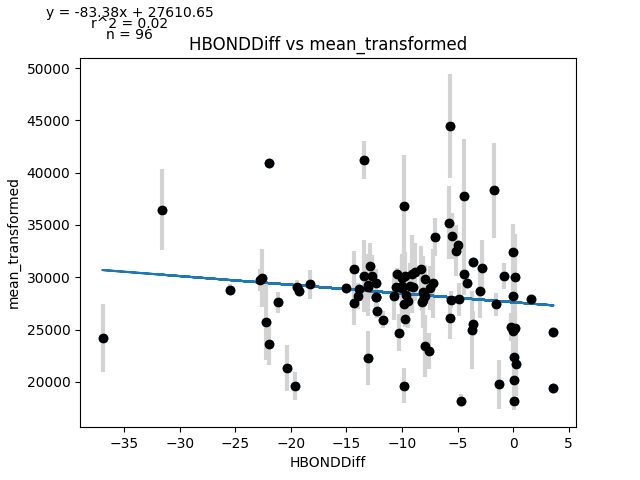 y = -83.38x + 27610.65
r^2 = 0.02
n = 96
HBONDDiff vs mean_transformed
50000
45000
40000
35000
30000
25000
20000
mean_transformed
−35
−30
−25
−20
−15
−10
−5
0
5
HBONDDiff